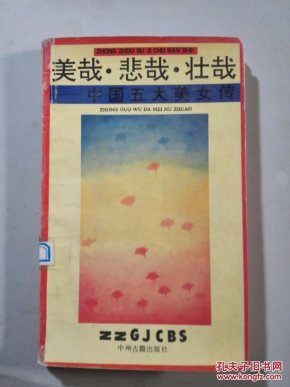 ZHONG ZHOU GU JI CHU BAN SHE
美哉·悲哉·壮哉
——中国五大美女传
ZHONG GUO WU DA MEI NU ZHUAN
ZZGJCBS
中州古籍出版社
孔夫子旧书网